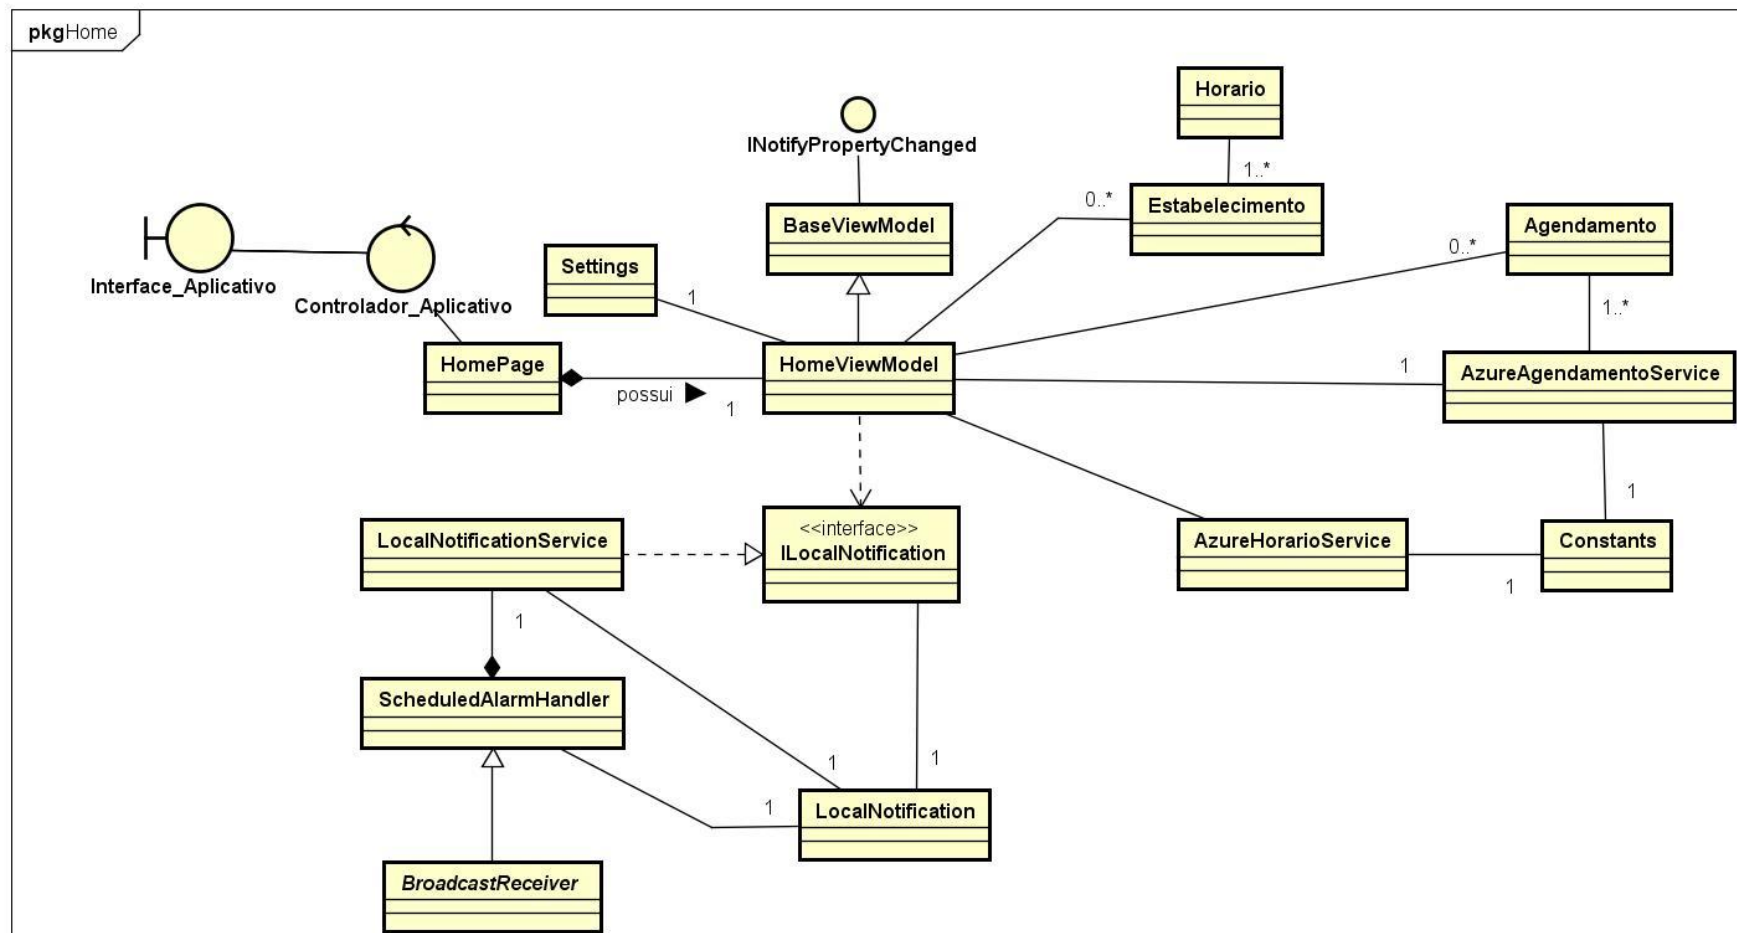 pkgHome
Horario
INotifyPropertyChanged
1..*
0..*
Estabelecimento
BaseViewModel
Agendamento
0..*
Settings
Interface_Aplicativo
1
Controlador_Aplicativo
1..*
HomePage
HomeViewModel
1
AzureAgendamentoService
possui
1
1
<<interface>>
LocalNotificationService
ILocalNotification
AzureHorarioService
Constants
1
1
ScheduledAlarmHandler
1
1
1
LocalNotification
BroadcastReceiver